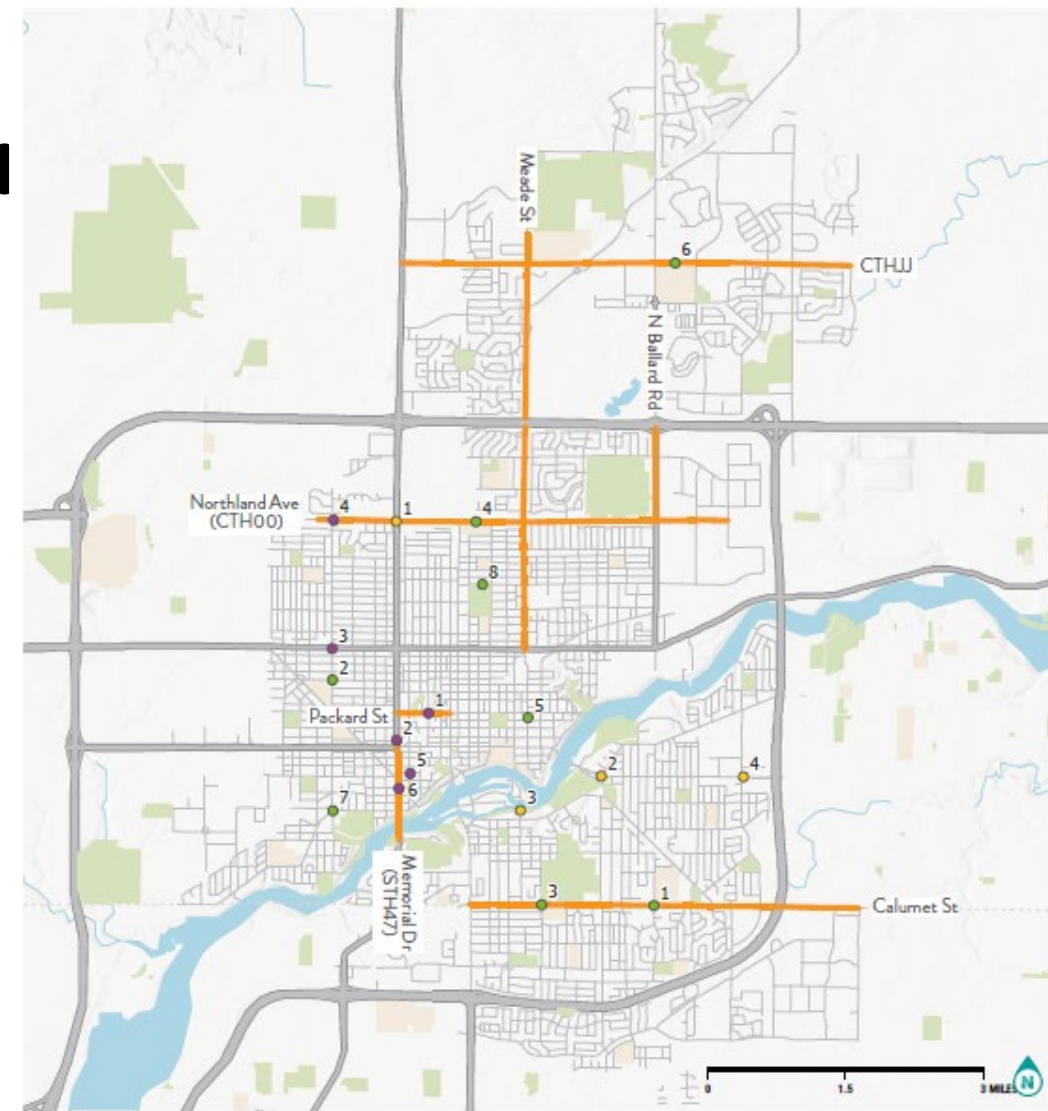 Meade St
6
CTHJJ
N Ballard Rd
Northland Ave
(CTH00)
4
1
4
8
3
2
Packard St
1
5
2
5
2
4
6
7
3
Memorial Dr
(STH47)
3
1
Calumet St
0
1.5
3 MILES
N